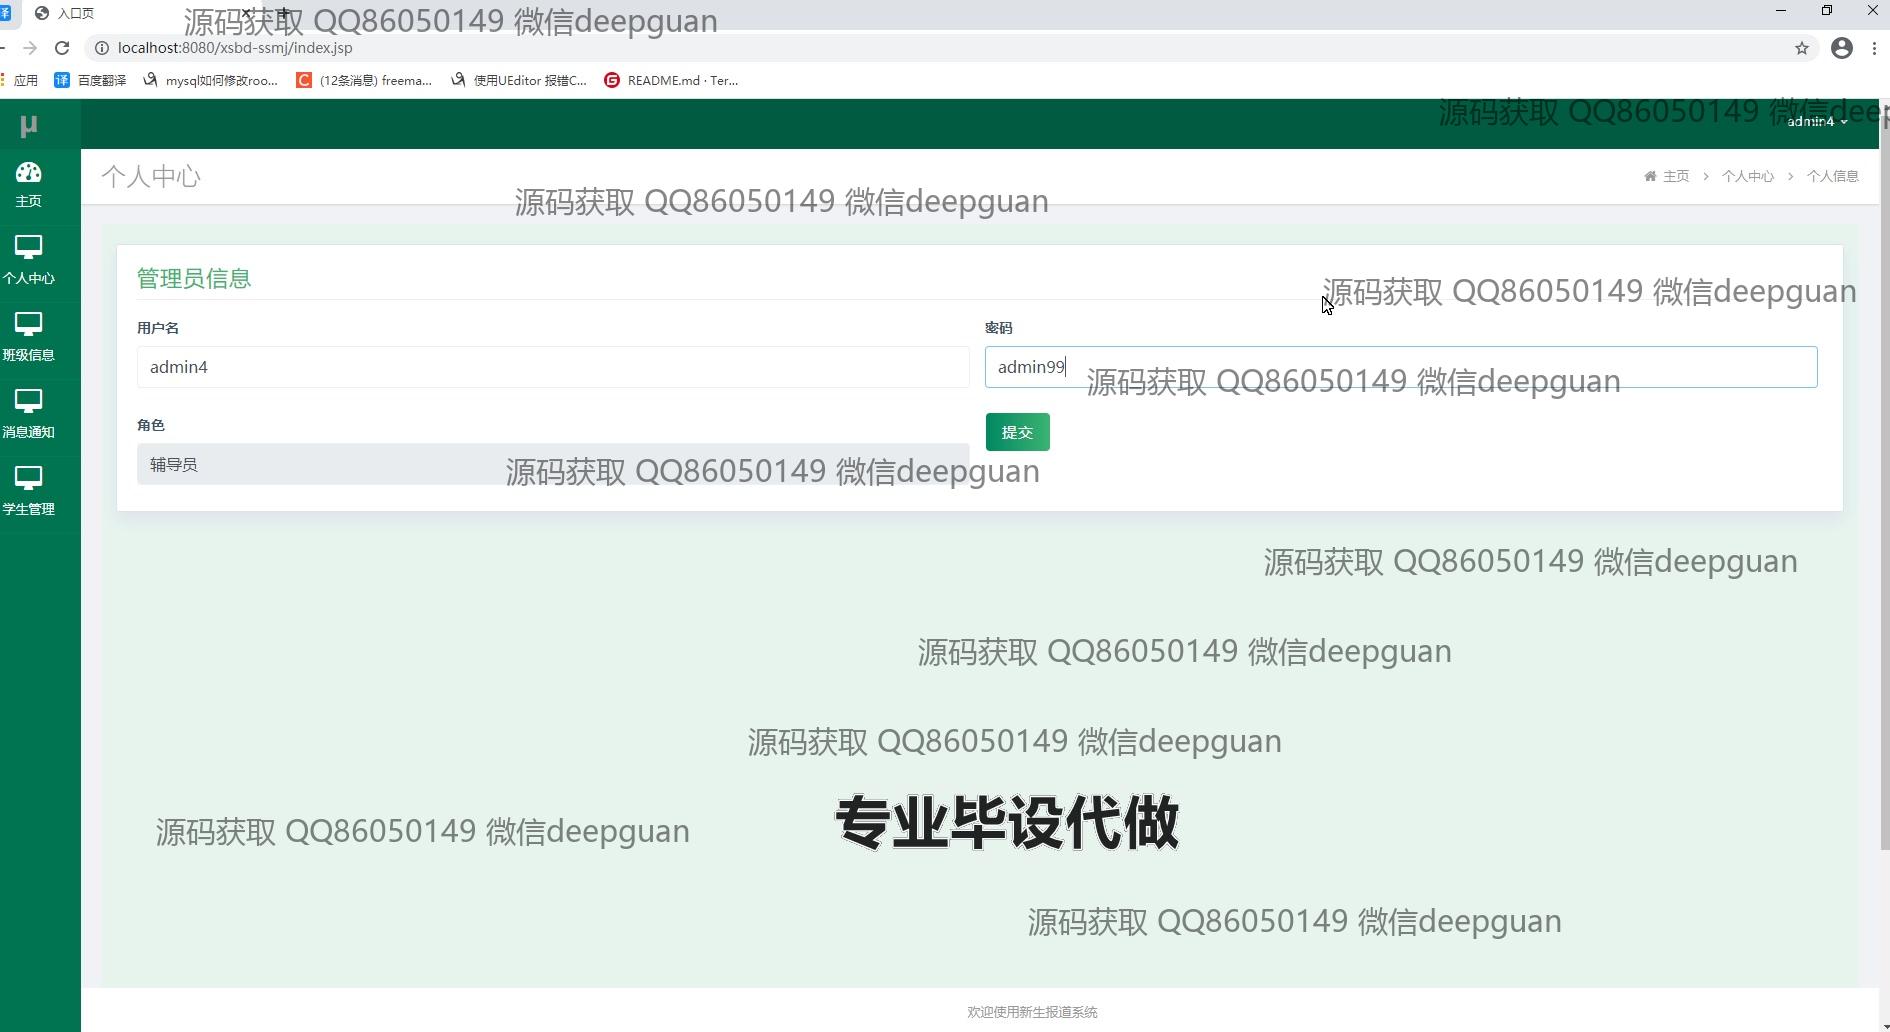 译 入口页
源码获取 QQ86050149 微信deepguan
localhost:8080/xsbd-ssmj/index.jsp
应用 译 百度翻译 mysql如何修改roo... C (12条消息) freema... 使用UEditor 报错C... G README.md · Ter...
μ
源码获取 QQ86050149 微信deep
admin4
主页
个人中心
主页 > 个人中心 > 个人信息
源码获取 QQ86050149 微信deepguan
个人中心
管理员信息
源码获取 QQ86050149 微信deepguan
用户名
密码
班级信息
admin4
admin99
源码获取 QQ86050149 微信deepguan
消息通知
角色
提交
辅导员
源码获取 QQ86050149 微信deepguan
学生管理
源码获取 QQ86050149 微信deepguan
源码获取 QQ86050149 微信deepguan
源码获取 QQ86050149 微信deepguan
专业毕设代做
源码获取 QQ86050149 微信deepguan
源码获取 QQ86050149 微信deepguan
欢迎使用新生报道系统